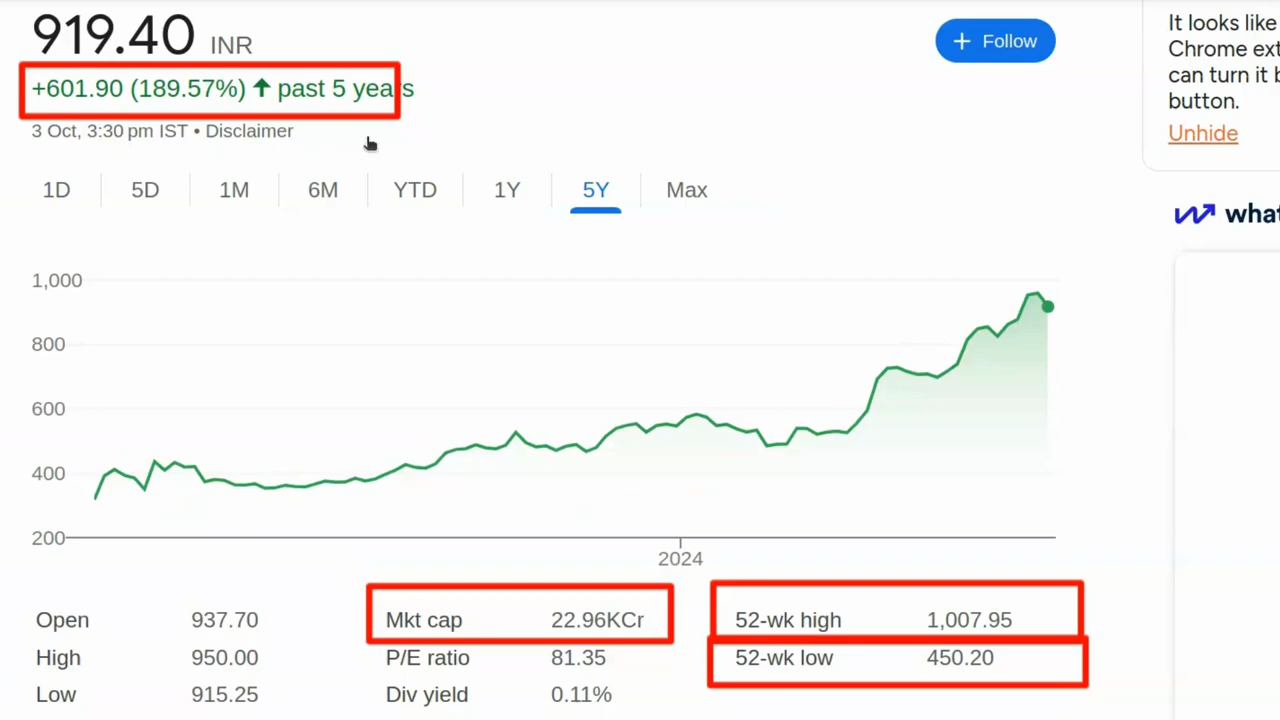 919.40 INR
+ Follow
+601.90 (189.57%) ↑ past 5 years
3 Oct, 3:30 pm IST • Disclaimer
1D 5D 1M 6M YTD 1Y 5Y Max
1,000
800
600
400
200
2024
Open 937.70
High 950.00
Low 915.25
Mkt cap 22.96KCr
P/E ratio 81.35
Div yield 0.11%
52-wk high 1,007.95
52-wk low 450.20
It looks like
Chrome ext
can turn it b
button.
Unhide
what